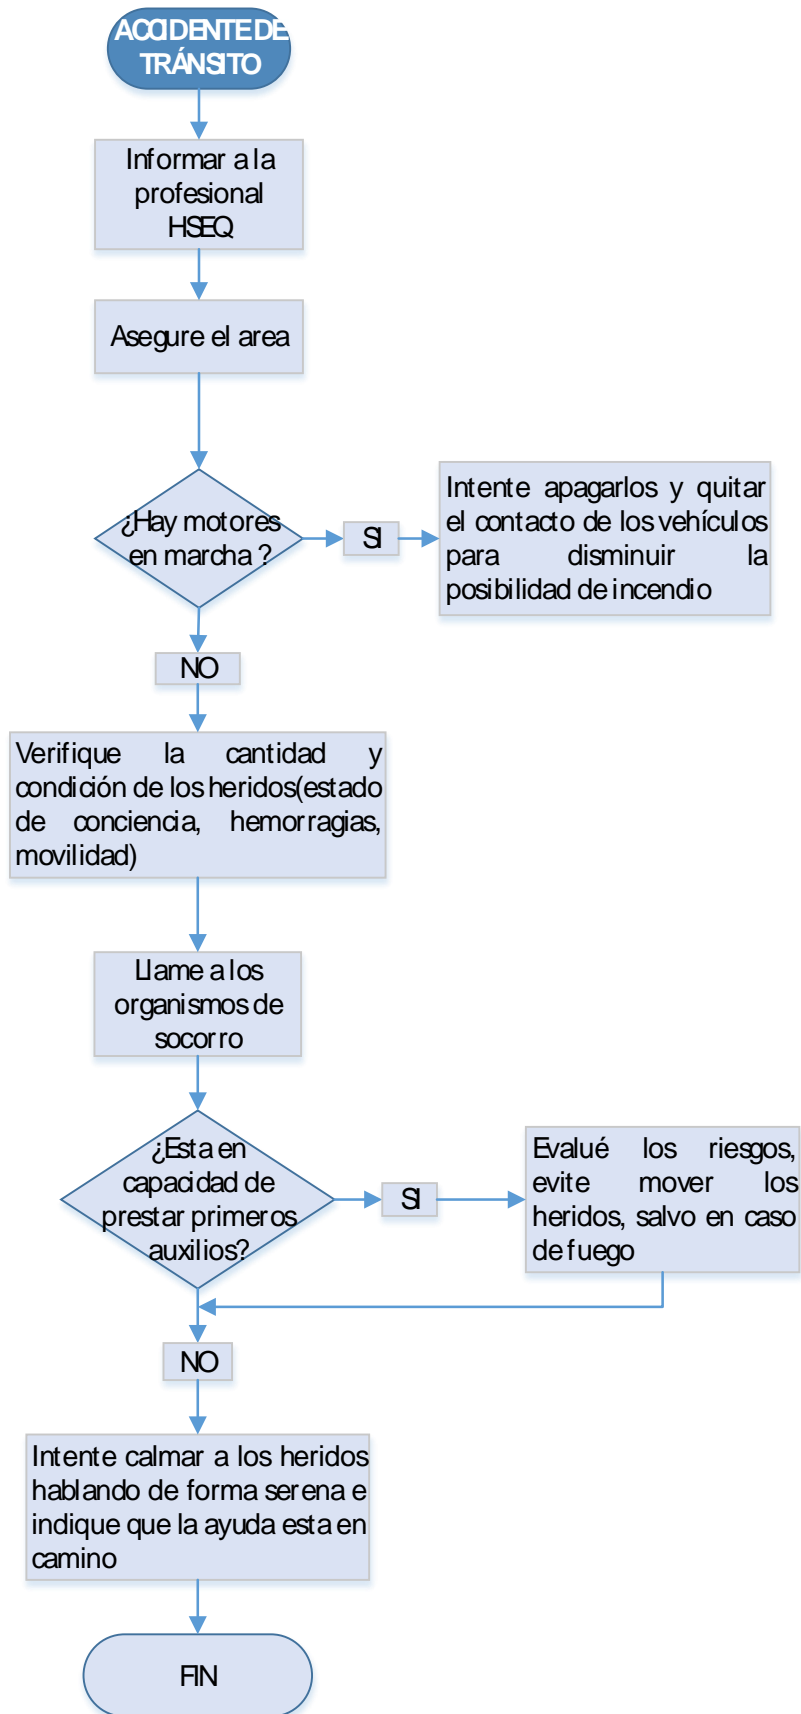 ACCIDENTE DE
TRÁNSITO
Informar a la
profesional
HSEQ
Asegure el area
¿Hay motores
en marcha ?
SI
Intente apagarlos y quitar
el contacto de los vehículos
para disminuir la
posibilidad de incendio
NO
Verifique la cantidad y
condición de los heridos(estado
de conciencia, hemorragias,
movilidad)
Llame a los
organismos de
socorro
¿Esta en
capacidad de
prestar primeros
auxilios?
SI
Evalué los riesgos,
evite mover los
heridos, salvo en caso
de fuego
NO
Intente calmar a los heridos
hablando de forma serena e
indique que la ayuda esta en
camino
FIN